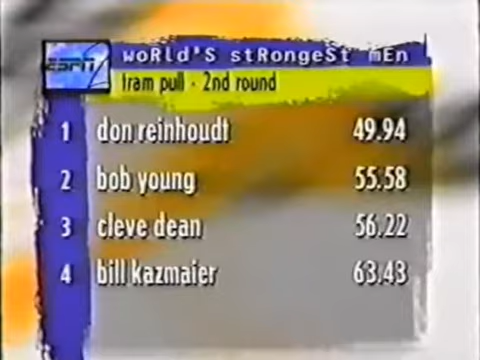 ESPN
woRld'S stRongeSt mEn
tram pull - 2nd round
1 don reinhoudt 49.94
2 bob young 55.58
3 cleve dean 56.22
4 bill kazmaier 63.43